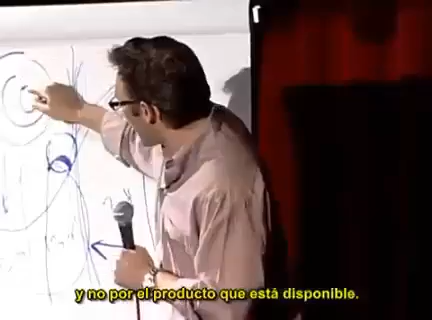 y no por el producto que está disponible.